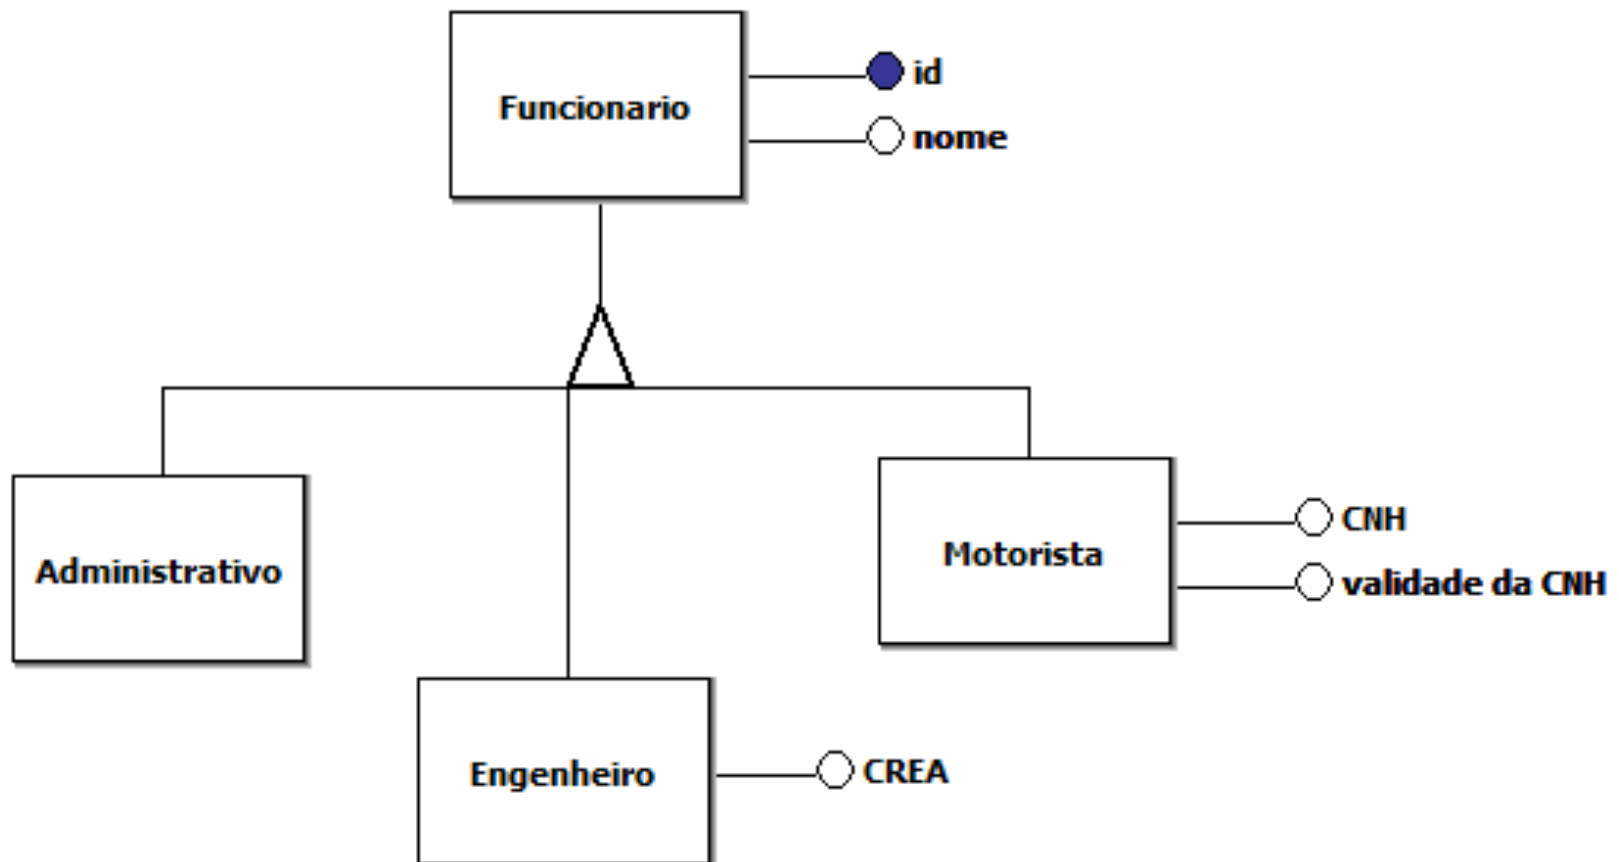 id
Funcionario
nome
CNH
Motorista
Administrativo
validade da CNH
Engenheiro
CREA